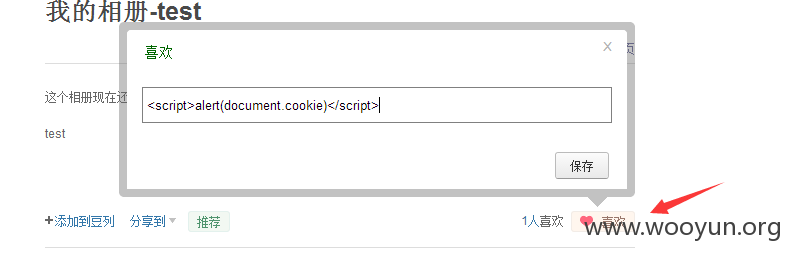 我的相册-test
喜欢
x
页
<script>alert(document.cookie)</script>
这个相册现在还
test
保存
+添加到豆列 分享到 推荐 1人喜欢 喜欢
www.wooyun.org